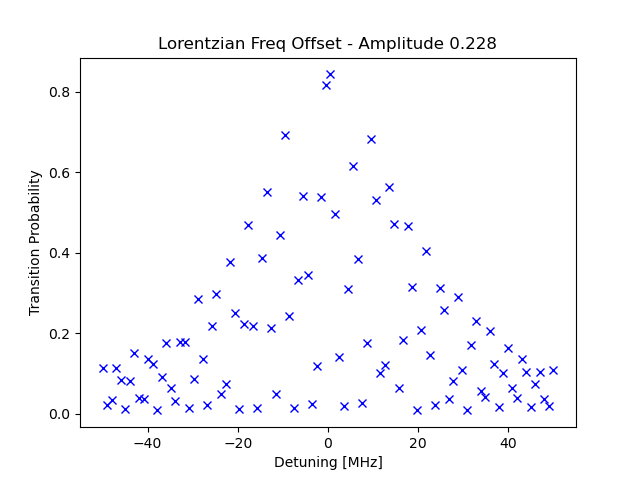 Lorentzian Freq Offset - Amplitude 0.228
Transition Probability
0.8
0.6
0.4
0.2
0.0
−40 −20 0 20 40
Detuning [MHz]